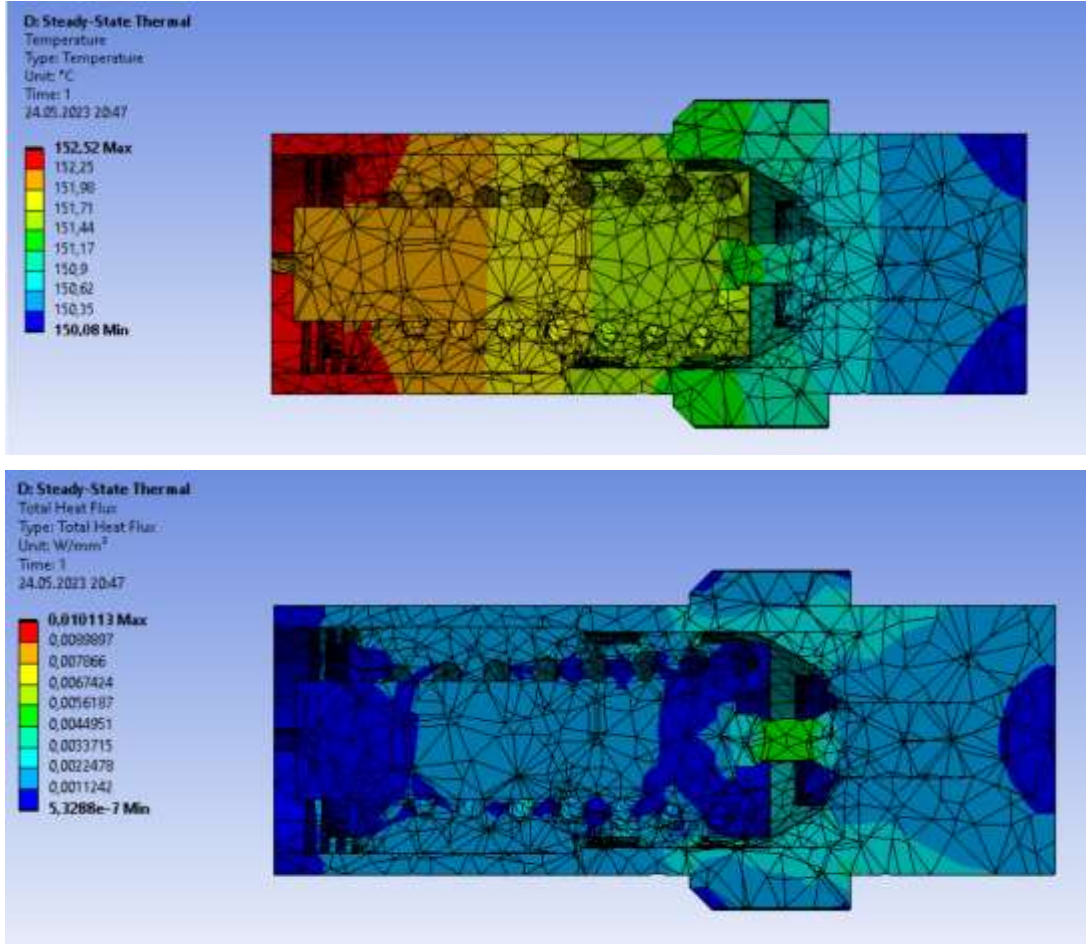 D: Steady-State Thermal
Temperature
Type: Temperature
Unit: °C
Time: 1
24.05.2023 20:47
152,52 Max
152,25
151,98
151,71
151,44
151,17
150,9
150,62
150,35
150,08 Min
D: Steady-State Thermal
Total Heat Flux
Type: Total Heat Flux
Unit: W/mm²
Time: 1
24.05.2023 20:47
0,010113 Max
0,0089897
0,007866
0,0067424
0,0056187
0,0044951
0,0033715
0,0022478
0,0011242
5,3288e-7 Min